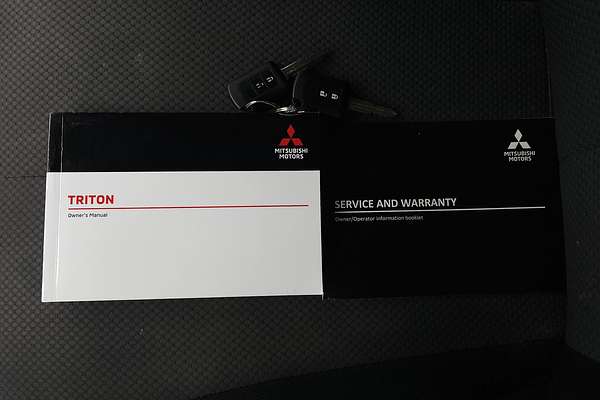 MITSUBISHI
MOTORS
TRITON
Owner's Manual
MITSUBISHI
MOTORS
SERVICE AND WARRANTY
Owner/Operator information booklet